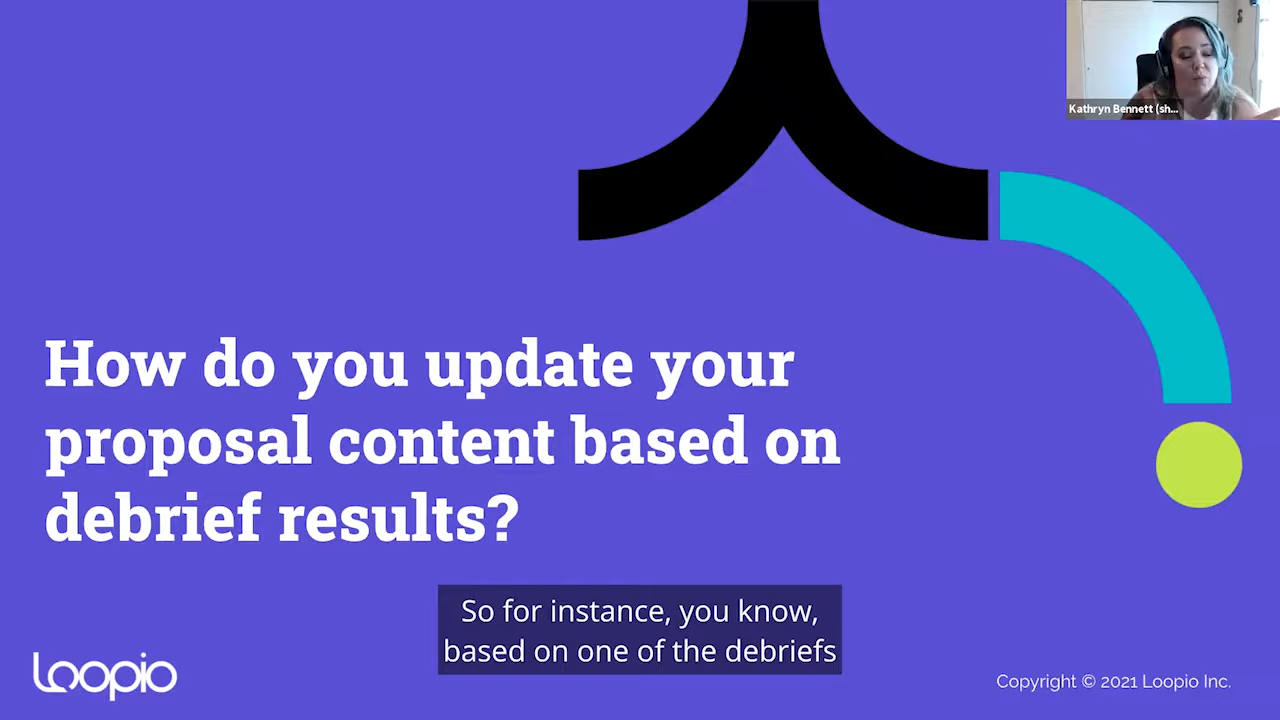 Kathryn Bennett (sh...
How do you update your
proposal content based on
debrief results?
So for instance, you know,
based on one of the debriefs
Loopio
Copyright © 2021 Loopio Inc.